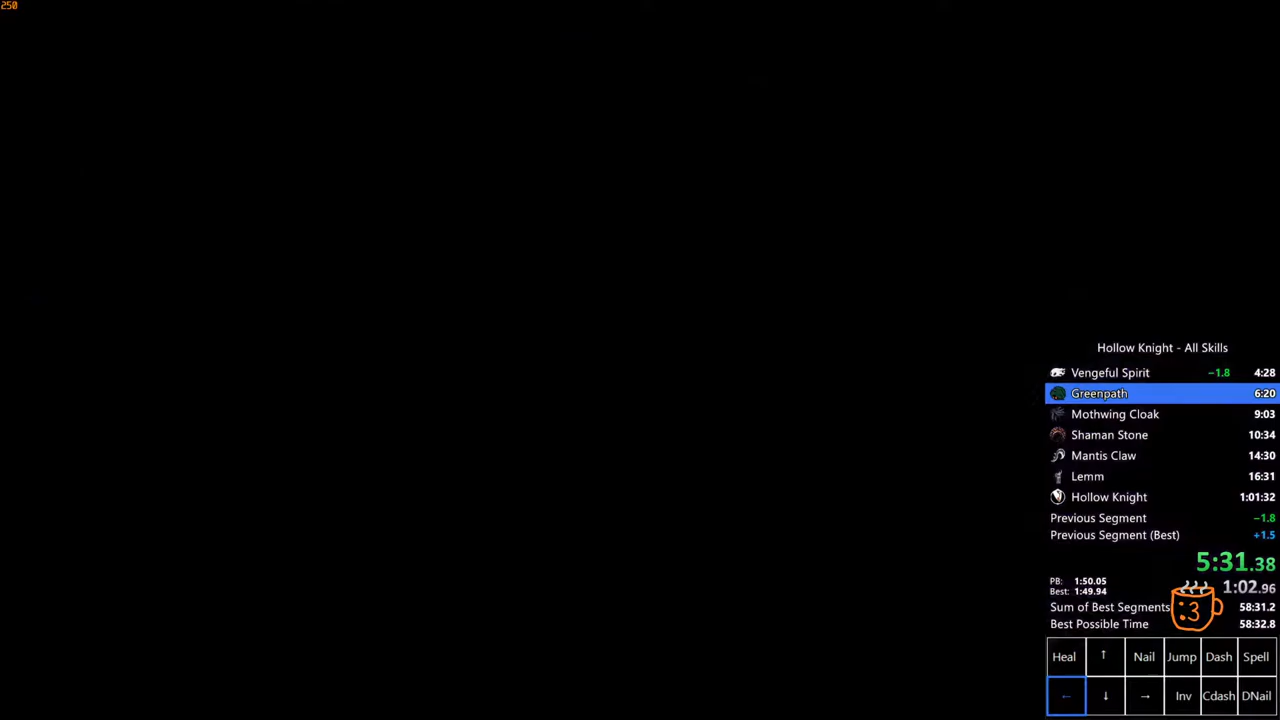 250
Hollow Knight - All Skills
Vengeful Spirit −1.8 4:28
Greenpath 6:20
Mothwing Cloak 9:03
Shaman Stone 10:34
Mantis Claw 14:30
Lemm 16:31
Hollow Knight 1:01:32
Previous Segment −1.8
Previous Segment (Best) +1.5
5:31.38
PB: 1:50.05
Best: 1:49.94
1:02.96
:3
Sum of Best Segments 58:31.2
Best Possible Time 58:32.8
Heal ↑ Nail Jump Dash Spell
← ↓ → Inv Cdash DNail